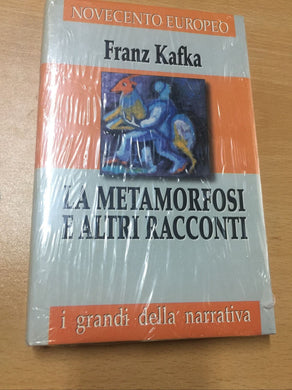 NOVECENTO EUROPEO
Franz Kafka
LA METAMORFOSI
E ALTRI RACCONTI
i grandi della narrativa